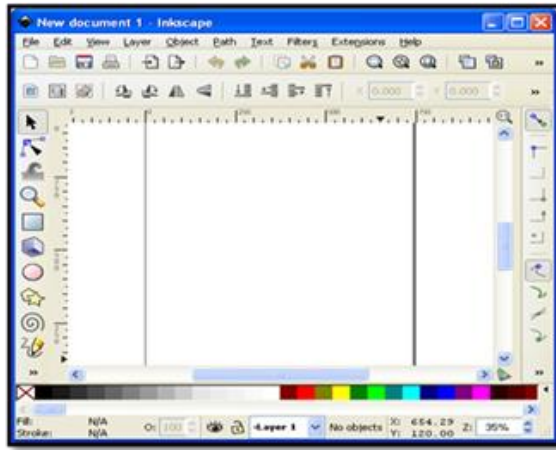 New document 1 - Inkscape
File Edit View Layer Object Path Text Filters Extensions Help
0.000 0.000
Fill: N/A
Stroke: N/A
O: 100
-Layer 1
No objects
X: 654.29
Y: 120.00
Z: 35%